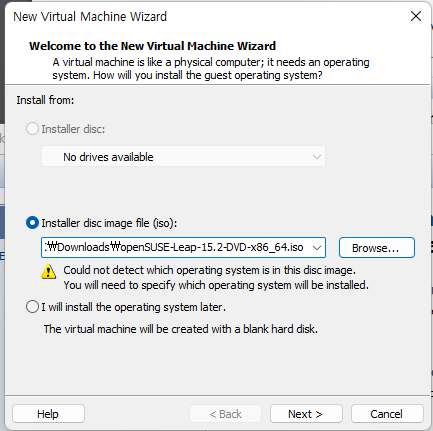 New Virtual Machine Wizard
Welcome to the New Virtual Machine Wizard
A virtual machine is like a physical computer; it needs an operating
system. How will you install the guest operating system?
Install from:
Installer disc:
No drives available
Installer disc image file (iso):
:₩Downloads₩openSUSE-Leap-15.2-DVD-x86_64.iso
Browse...
Could not detect which operating system is in this disc image.
You will need to specify which operating system will be installed.
I will install the operating system later.
The virtual machine will be created with a blank hard disk.
Help
< Back
Next >
Cancel